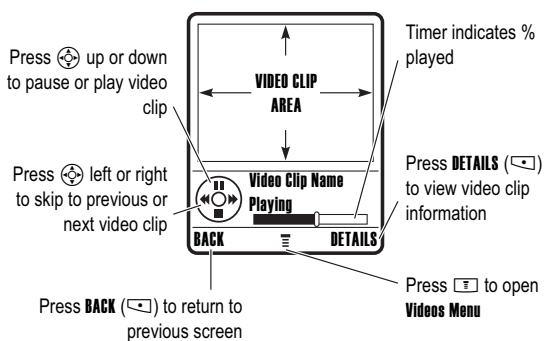 Press up or down
to pause or play video
clip
Press left or right
to skip to previous or
next video clip
VIDEO CLIP
AREA
Timer indicates %
played
Video Clip Name
Playing
BACK
DETAILS
Press DETAILS ( )
to view video clip
information
Press BACK ( ) to return to
previous screen
Press to open
Videos Menu